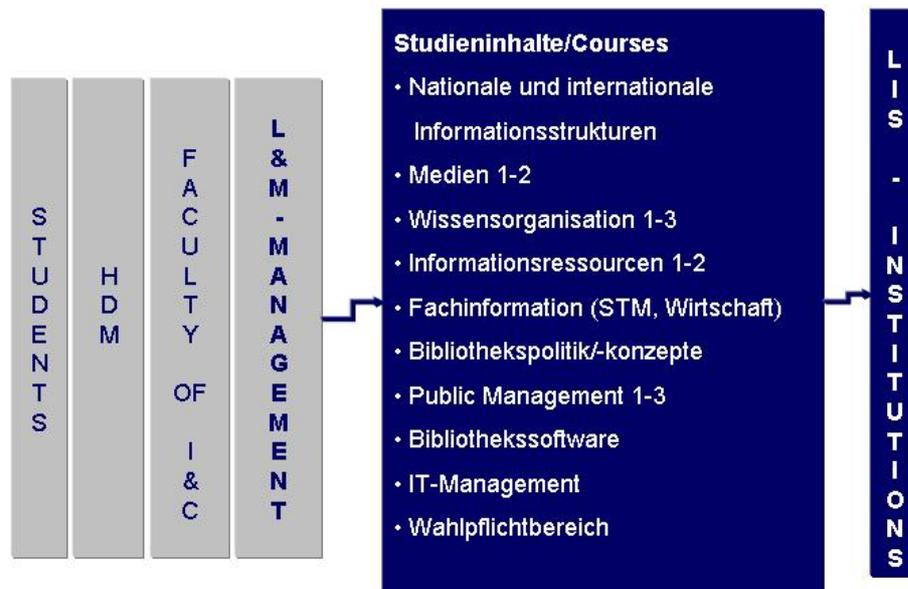 STUDENTS
HDM
FACULTY OF I&C
L&M-MANAGEMENT
Studieninhalte/Courses
• Nationale und internationale
Informationsstrukturen
• Medien 1-2
• Wissensorganisation 1-3
• Informationsressourcen 1-2
• Fachinformation (STM, Wirtschaft)
• Bibliothekspolitik/-konzepte
• Public Management 1-3
• Bibliothekssoftware
• IT-Management
• Wahlpflichtbereich
LIS - INSTITUTIONS